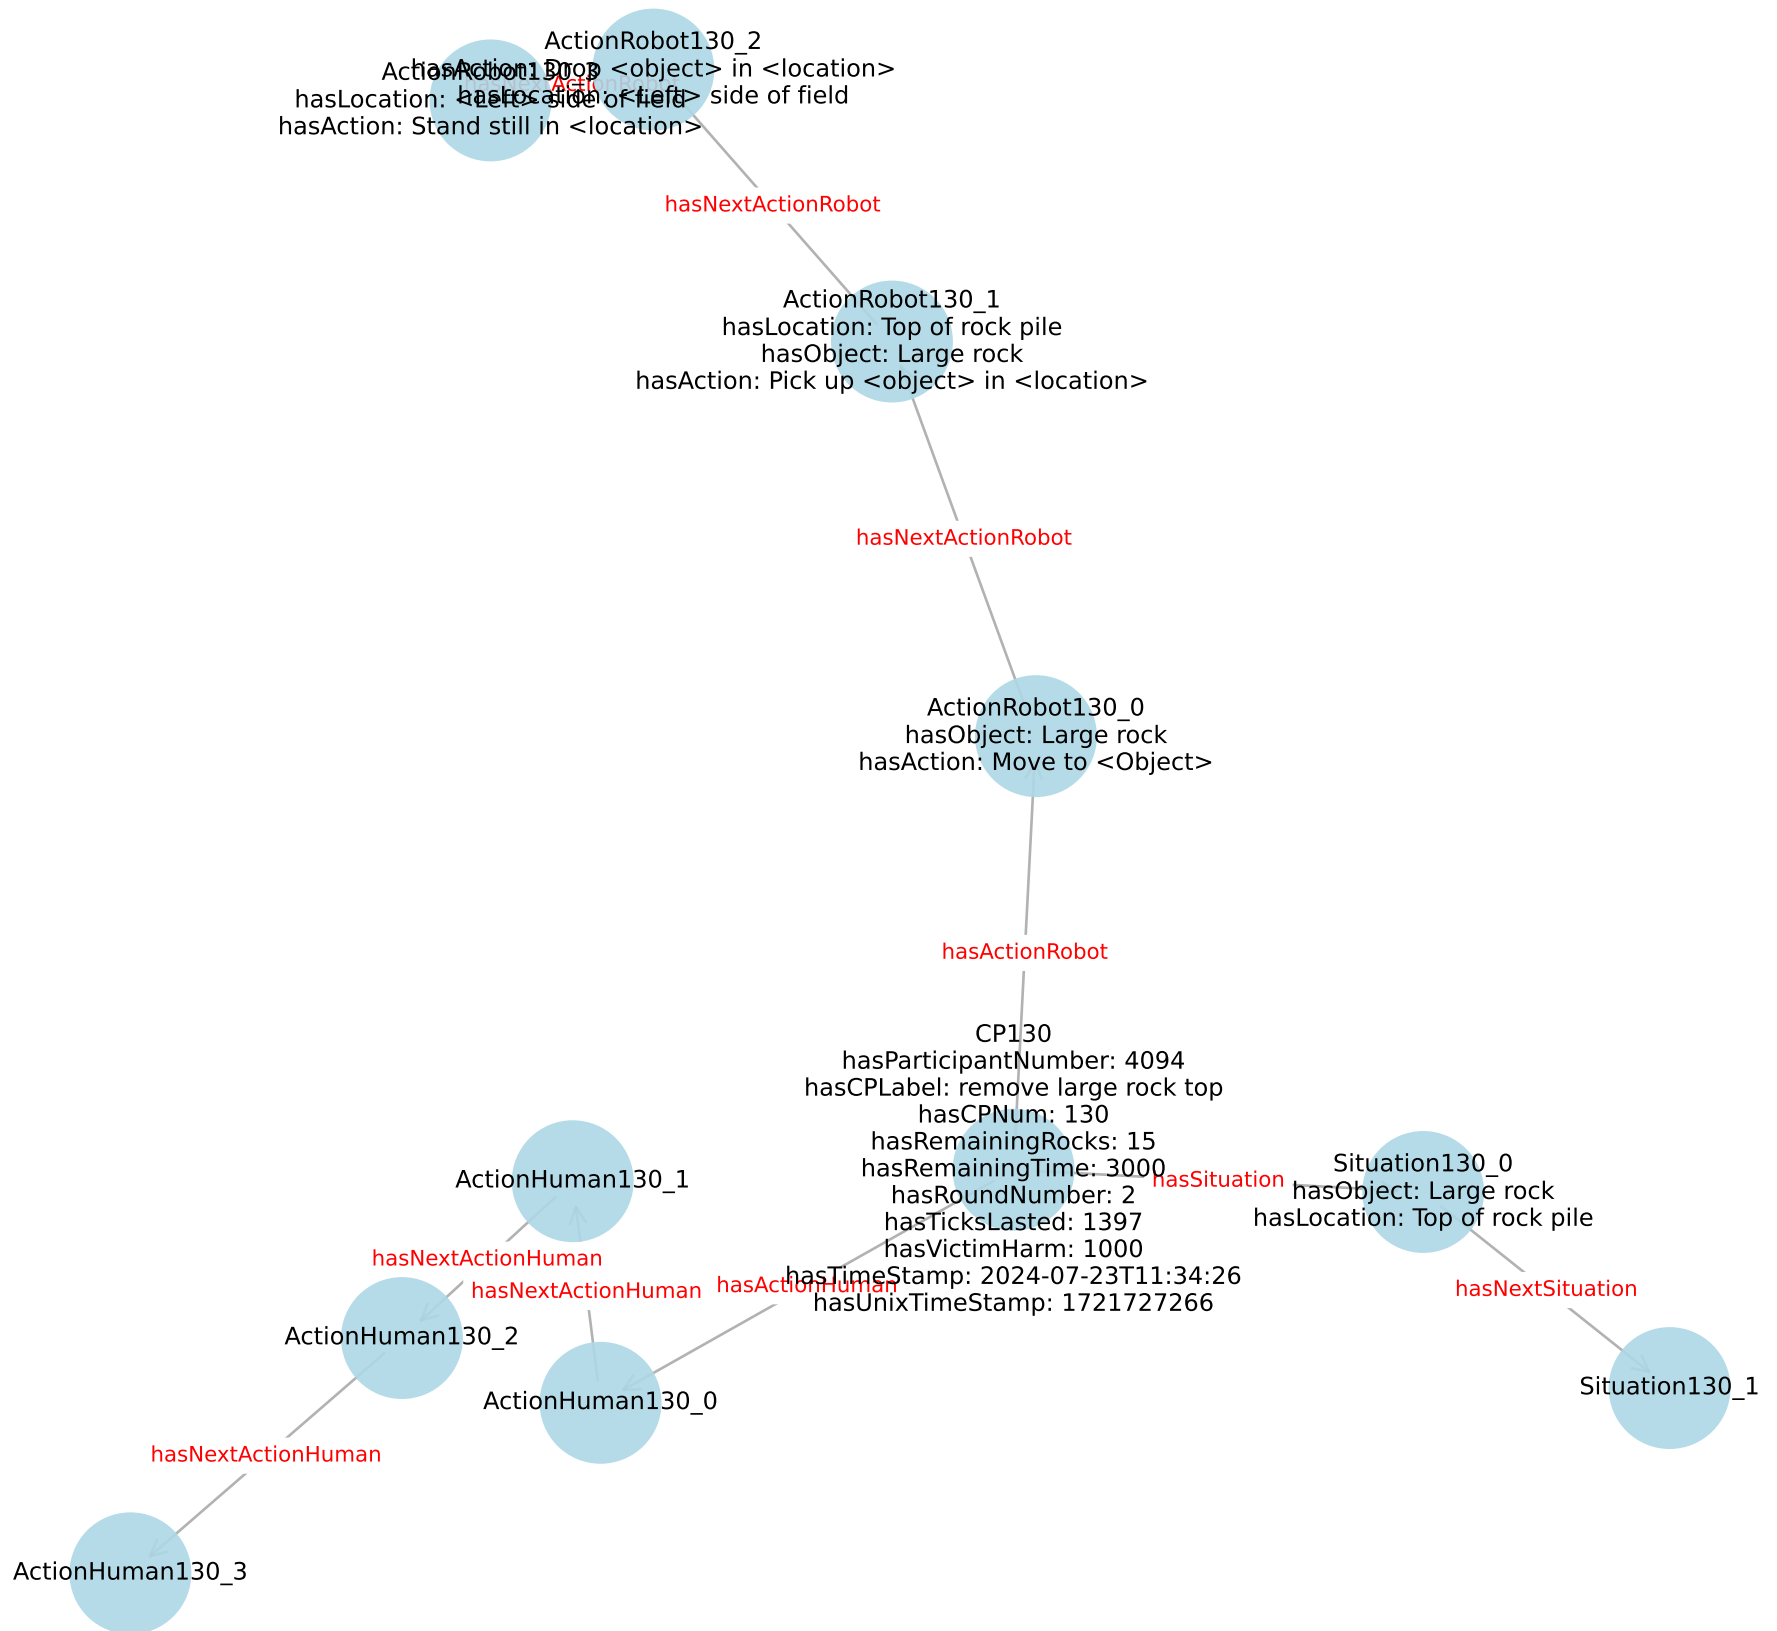 ActionRobot130_2
hasAction: Drop <object> in <location>
hasLocation: <Left> side of field
ActionRobot130_3
hasLocation: <Left> side of field
hasAction: Stand still in <location>
hasNextActionRobot
hasNextActionRobot
ActionRobot130_1
hasLocation: Top of rock pile
hasObject: Large rock
hasAction: Pick up <object> in <location>
hasNextActionRobot
ActionRobot130_0
hasObject: Large rock
hasAction: Move to <Object>
hasActionRobot
CP130
hasParticipantNumber: 4094
hasCPLabel: remove large rock top
hasCPNum: 130
hasRemainingRocks: 15
hasRemainingTime: 3000
hasRoundNumber: 2
hasTicksLasted: 1397
hasVictimHarm: 1000
hasTimeStamp: 2024-07-23T11:34:26
hasUnixTimeStamp: 1721727266
hasSituation
Situation130_0
hasObject: Large rock
hasLocation: Top of rock pile
hasNextSituation
Situation130_1
hasActionHuman
ActionHuman130_0
hasNextActionHuman
ActionHuman130_1
hasNextActionHuman
ActionHuman130_2
hasNextActionHuman
ActionHuman130_3